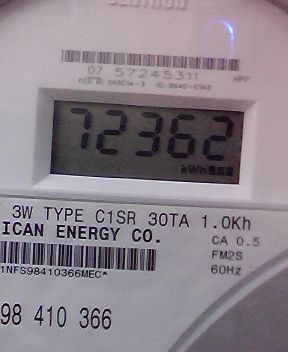 CENTRON
07 57245311
72362
kWh
3W TYPE C1SR 30TA 1.0Kh
ICAN ENERGY CO.
CA 0.5
FM2S
60Hz
1NFS98410366MEC*
98 410 366